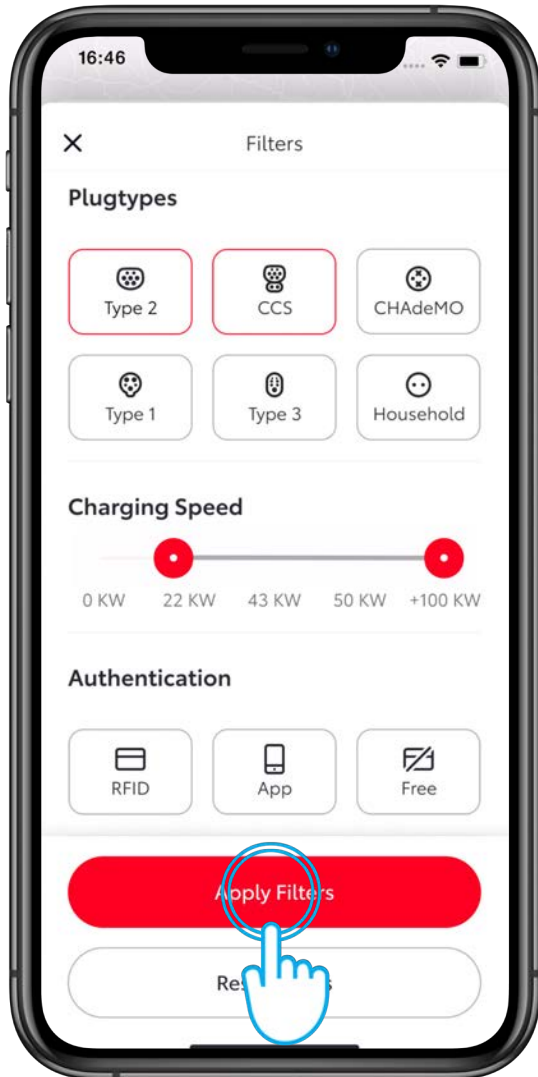 16:46
Filters
Plugtypes
Type 2 CCS CHAdeMO
Type 1 Type 3 Household
Charging Speed
0 KW 22 KW 43 KW 50 KW +100 KW
Authentication
RFID App Free
Apply Filters